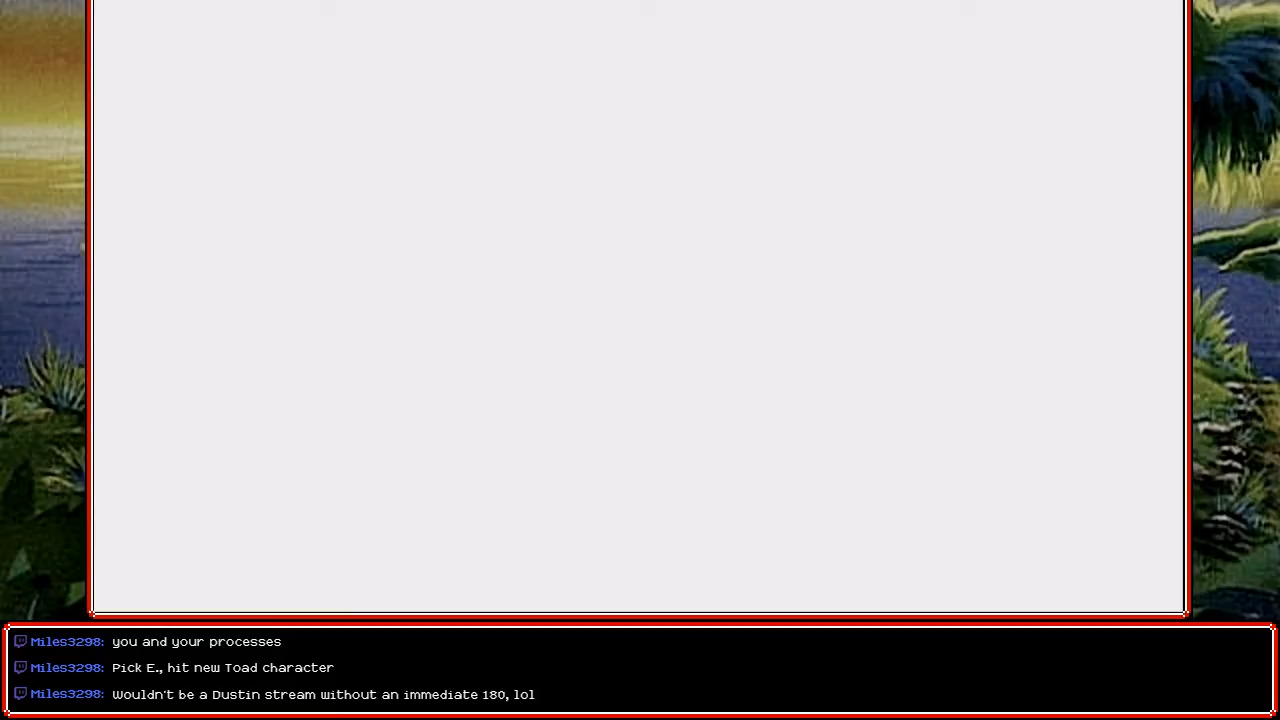 Miles3298: you and your processes
Miles3298: Pick E., hit new Toad character
Miles3298: Wouldn't be a Dustin stream without an immediate 180, lol